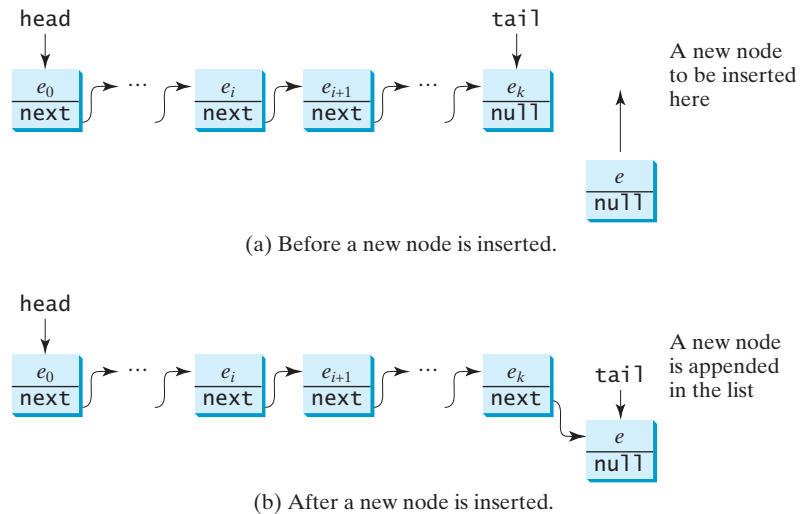 head
tail
A new node
to be inserted
here
e0 ... ei ei+1 ... ek
next next next null
e
null
(a) Before a new node is inserted.
head
A new node
is appended
in the list
e0 ... ei ei+1 ... ek
next next next next
tail
e
null
(b) After a new node is inserted.